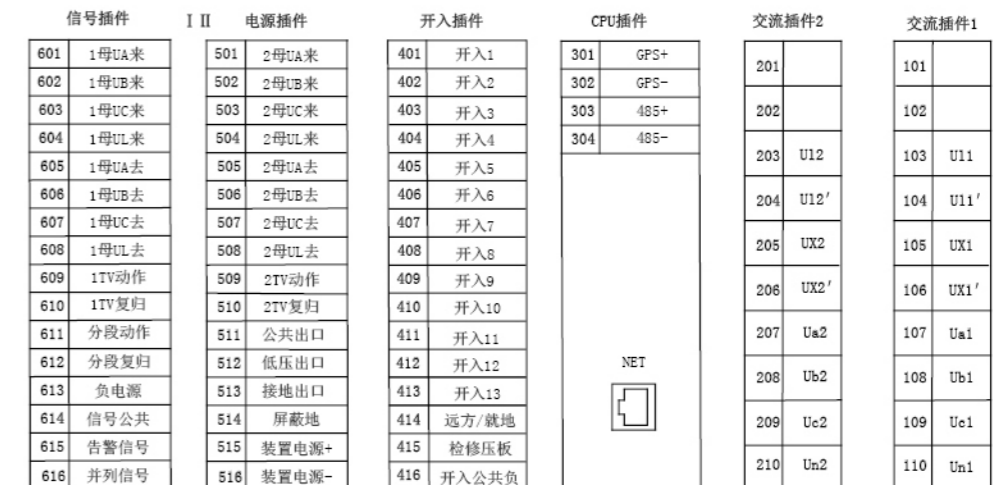 信号插件 I II 电源插件 开入插件 CPU插件 交流插件2 交流插件1
601 1母UA来
602 1母UB来
603 1母UC来
604 1母UL来
605 1母UA去
606 1母UB去
607 1母UC去
608 1母UL去
609 1TV动作
610 1TV复归
611 分段动作
612 分段复归
613 负电源
614 信号公共
615 告警信号
616 并列信号
501 2母UA来
502 2母UB来
503 2母UC来
504 2母UL来
505 2母UA去
506 2母UB去
507 2母UC去
508 2母UL去
509 2TV动作
510 2TV复归
511 公共出口
512 低压出口
513 接地出口
514 屏蔽地
515 装置电源+
516 装置电源-
401 开入1
402 开入2
403 开入3
404 开入4
405 开入5
406 开入6
407 开入7
408 开入8
409 开入9
410 开入10
411 开入11
412 开入12
413 开入13
414 远方/就地
415 检修压板
416 开入公共负
301 GPS+
302 GPS-
303 485+
304 485-
NET
201
202
203 Ul2
204 Ul2′
205 UX2
206 UX2′
207 Ua2
208 Ub2
209 Uc2
210 Un2
101
102
103 Ul1
104 Ul1′
105 UX1
106 UX1′
107 Ua1
108 Ub1
109 Uc1
110 Un1